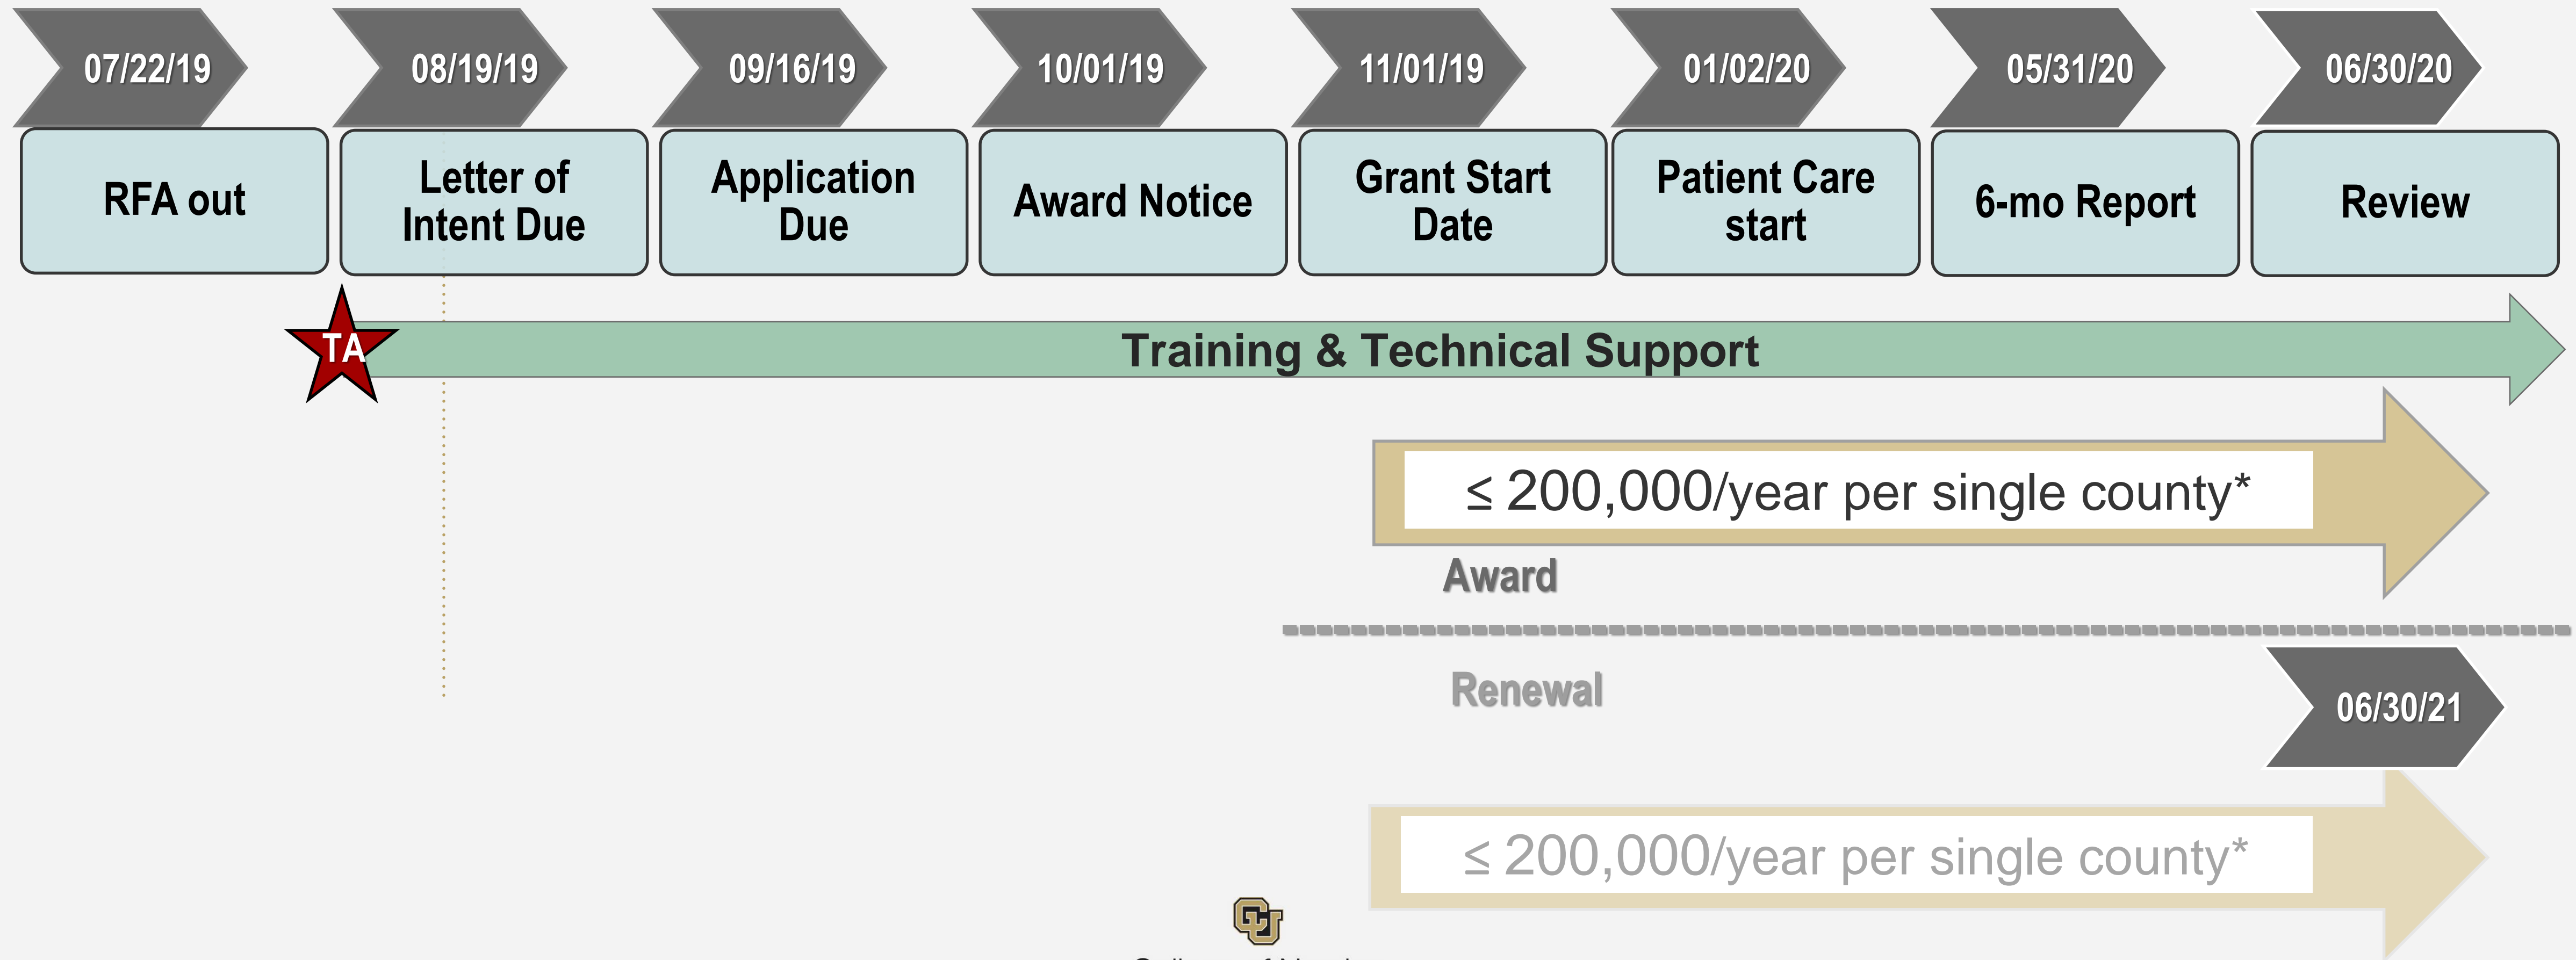 07/22/19
08/19/19
09/16/19
10/01/19
11/01/19
01/02/20
05/31/20
06/30/20
RFA out
Letter of
Intent Due
Application
Due
Award Notice
Grant Start
Date
Patient Care
start
6-mo Report
Review
TA
Training & Technical Support
≤ 200,000/year per single county*
Award
Renewal
06/30/21
≤ 200,000/year per single county*
CU